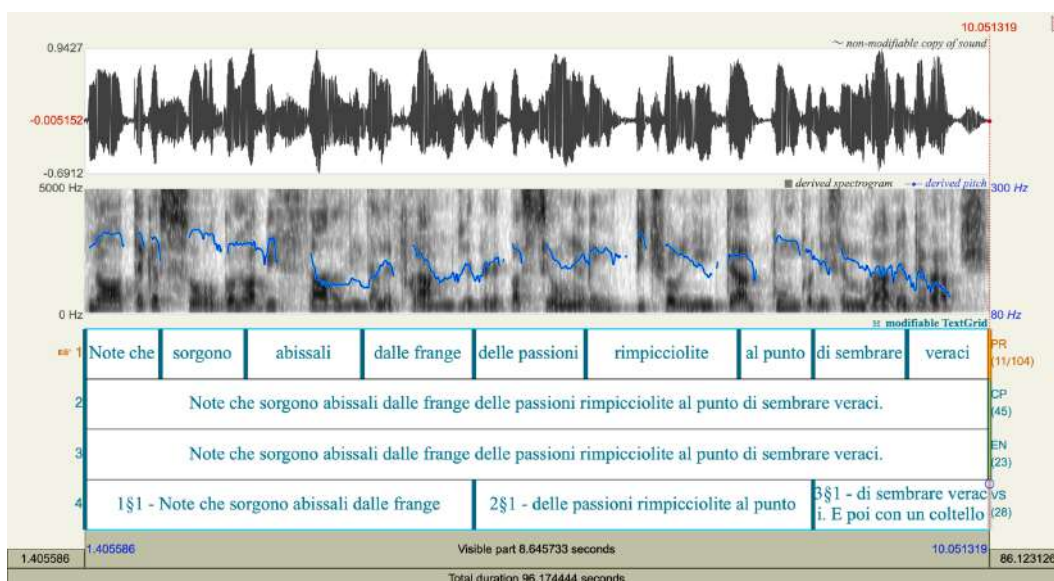 10.051319
~ non-modifiable copy of sound
0.9427
-0.005152
-0.6912
5000 Hz
derived spectrogram
derived pitch
300 Hz
0 Hz
80 Hz
modifiable TextGrid
1 Note che sorgono abissali dalle frange delle passioni rimpicciolite al punto di sembrare veraci PR (11/104)
2 Note che sorgono abissali dalle frange delle passioni rimpicciolite al punto di sembrare veraci. CP (45)
3 Note che sorgono abissali dalle frange delle passioni rimpicciolite al punto di sembrare veraci. EN (23)
4 1§1 - Note che sorgono abissali dalle frange 2§1 - delle passioni rimpicciolite al punto 3§1 - di sembrare verac
i. E poi con un coltello VS (28)
1.405586 Visible part 8.645733 seconds 10.051319
1.405586 86.123126
Total duration 96.174444 seconds